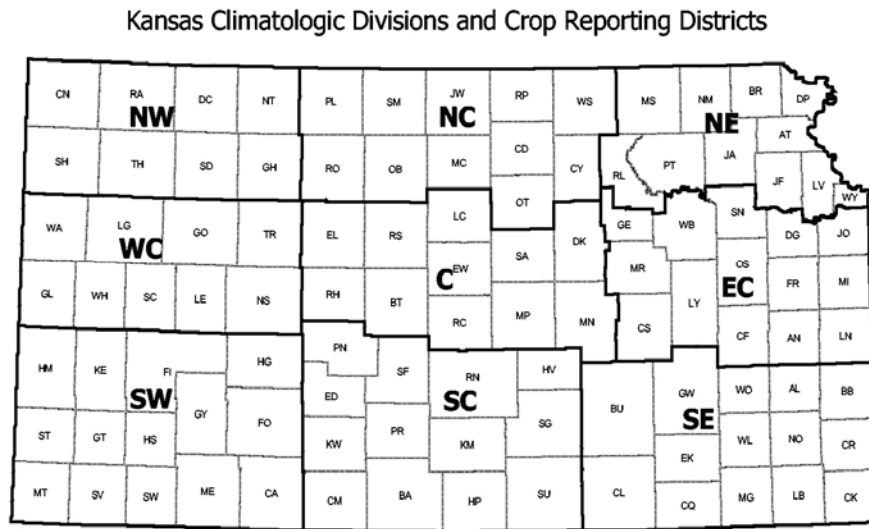 Kansas Climatologic Divisions and Crop Reporting Districts
CN RA DC NT PL SM JW RP WS MS NM BR DP
NW NC NE
SH TH SD GH RO OB MC CD CY RL PT JA AT
JF LV WY
OT
WA LG GO TR EL RS LC SA DK GE WB SN DG JO
WC C EC
EW MR OS
GL WH SC LE NS RH BT RC MP MN CS LY CF FR MI
AN LN
HM KE FI HG PN SF RN HV BU GW WO AL BB
SW SC SE
GY ED
ST GT HS FO KW PR KM SG EK WL NO CR
MT SV SW ME CA CM BA HP SU CL CQ MG LB CK